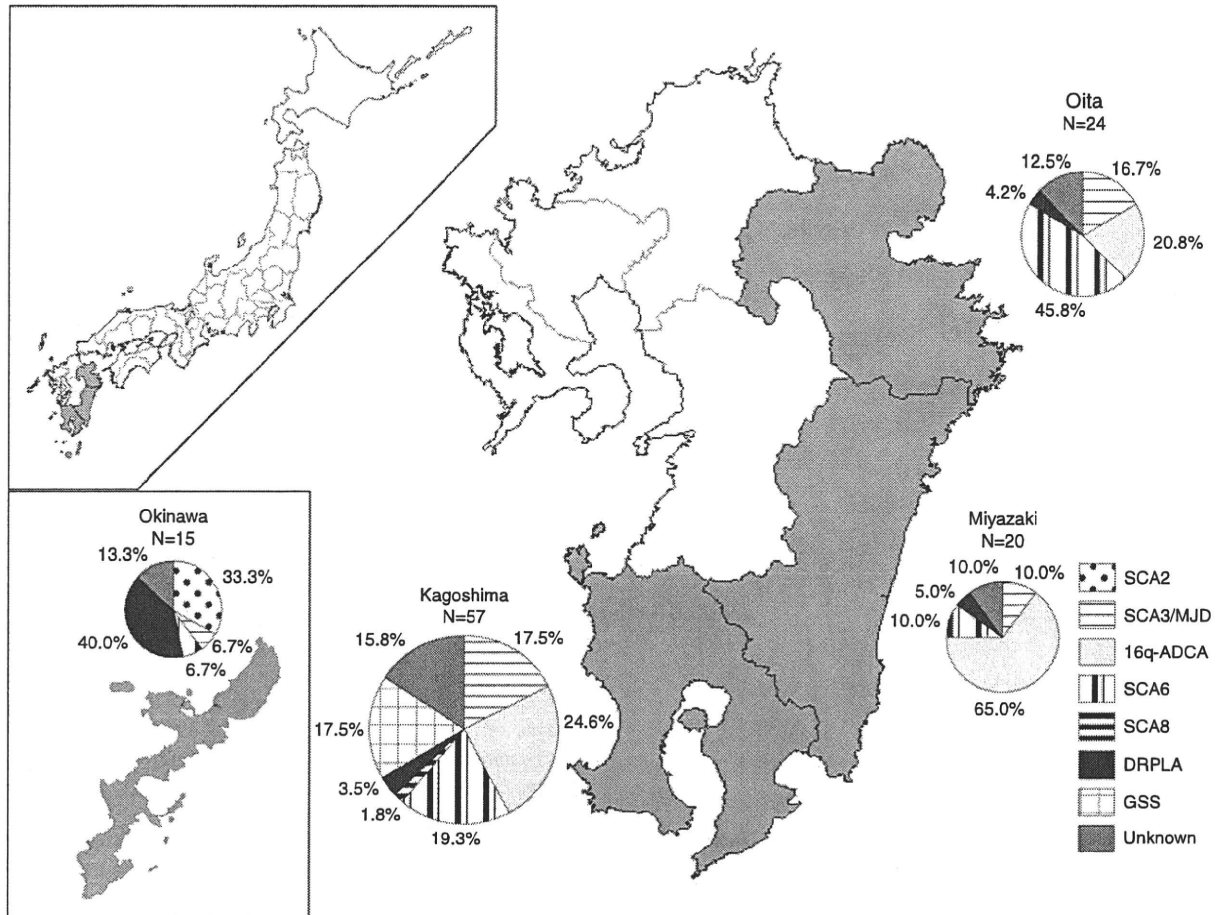 Oita
N=24
12.5%
16.7%
4.2%
20.8%
45.8%
Okinawa
N=15
13.3%
33.3%
40.0%
6.7%
6.7%
Kagoshima
N=57
15.8%
17.5%
17.5%
24.6%
3.5%
1.8%
19.3%
Miyazaki
N=20
10.0%
10.0%
5.0%
10.0%
65.0%
SCA2
SCA3/MJD
16q-ADCA
SCA6
SCA8
DRPLA
GSS
Unknown